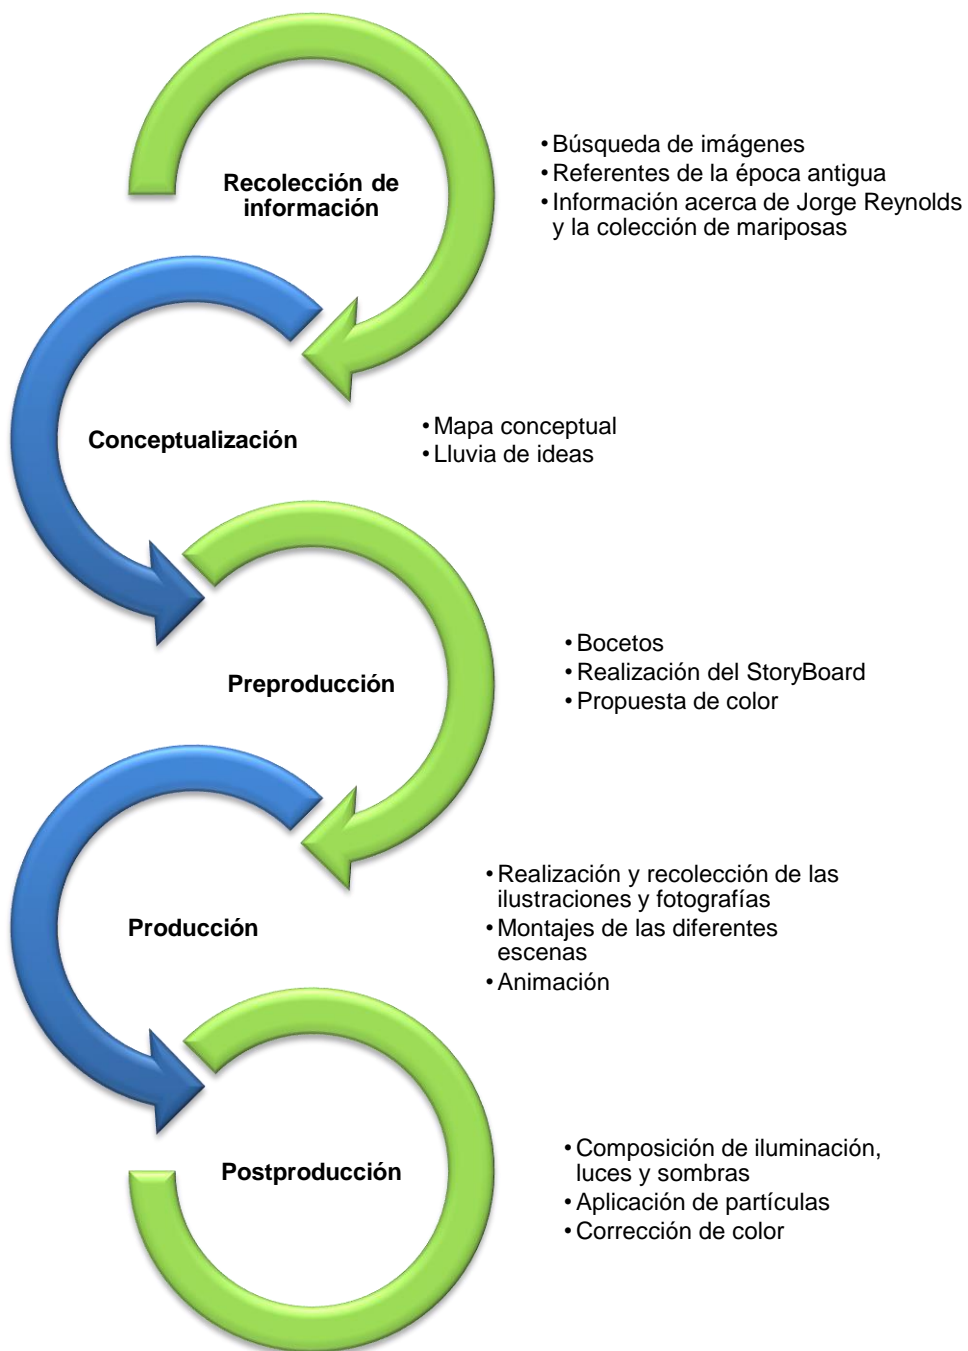 Recolección de
información
• Búsqueda de imágenes
• Referentes de la época antigua
• Información acerca de Jorge Reynolds
y la colección de mariposas
Conceptualización
• Mapa conceptual
• Lluvia de ideas
Preproducción
• Bocetos
• Realización del StoryBoard
• Propuesta de color
Producción
• Realización y recolección de las
ilustraciones y fotografías
• Montajes de las diferentes
escenas
• Animación
Postproducción
• Composición de iluminación,
luces y sombras
• Aplicación de partículas
• Corrección de color